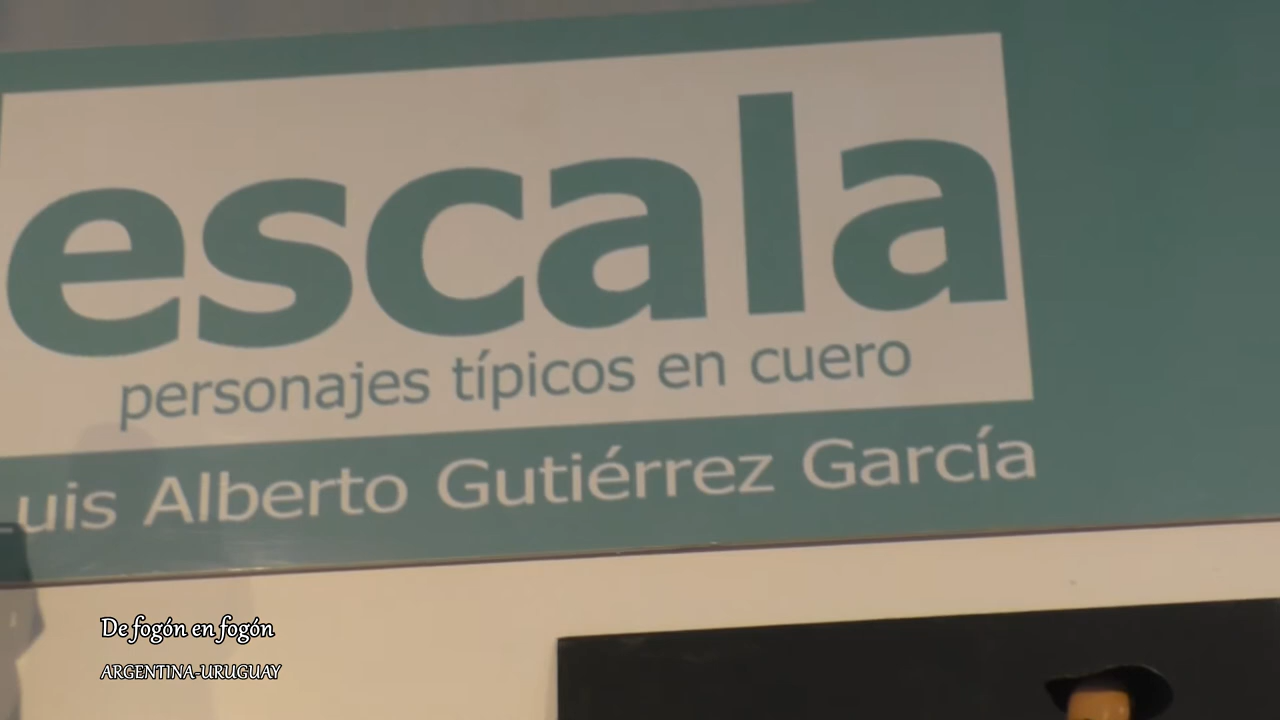 escala
personajes típicos en cuero
uis Alberto Gutiérrez García
De fogón en fogón
ARGENTINA-URUGUAY